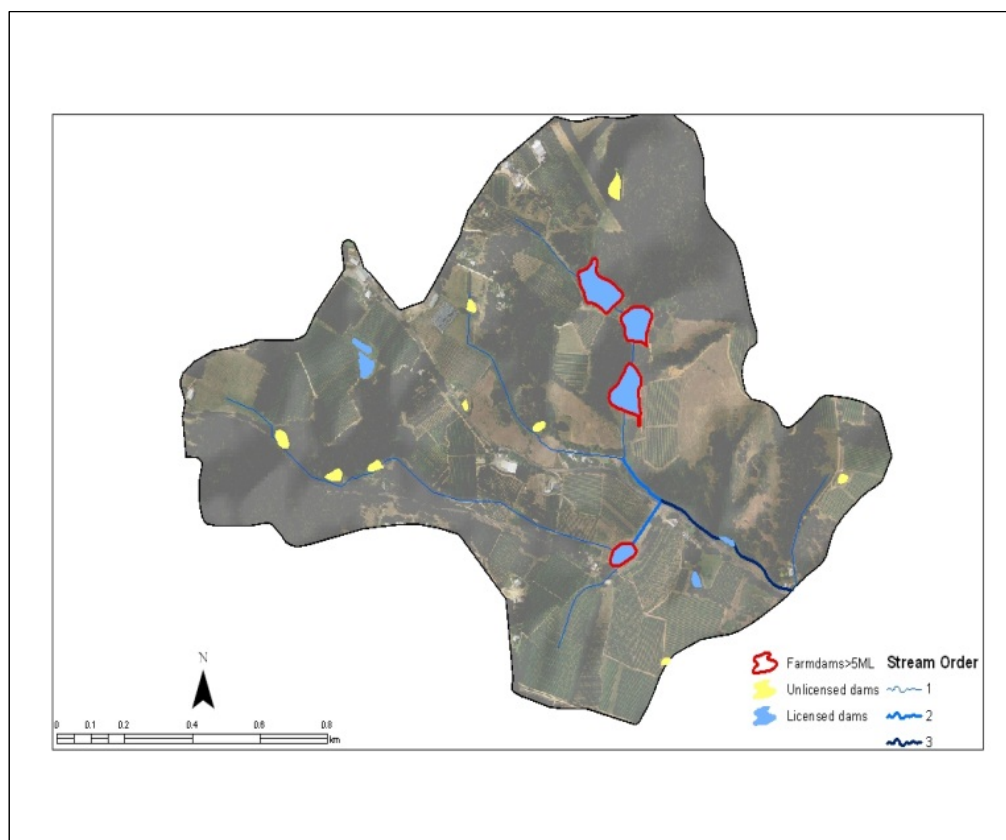 N
0 0.1 0.2 0.4 0.6 0.8
km
Farmdams>5ML
Unlicensed dams
Licensed dams
Stream Order
1
2
3